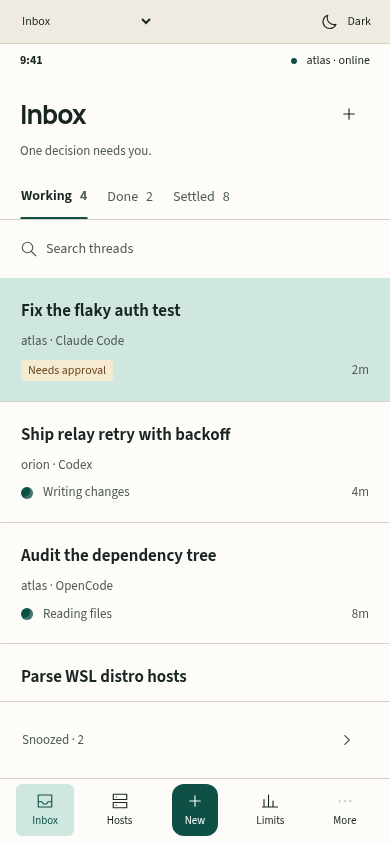 Inbox
Dark
9:41
atlas · online
Inbox
One decision needs you.
Working 4
Done 2
Settled 8
Search threads
Fix the flaky auth test
atlas · Claude Code
Needs approval
2m
Ship relay retry with backoff
orion · Codex
Writing changes
4m
Audit the dependency tree
atlas · OpenCode
Reading files
8m
Parse WSL distro hosts
Snoozed · 2
Inbox
Hosts
New
Limits
More